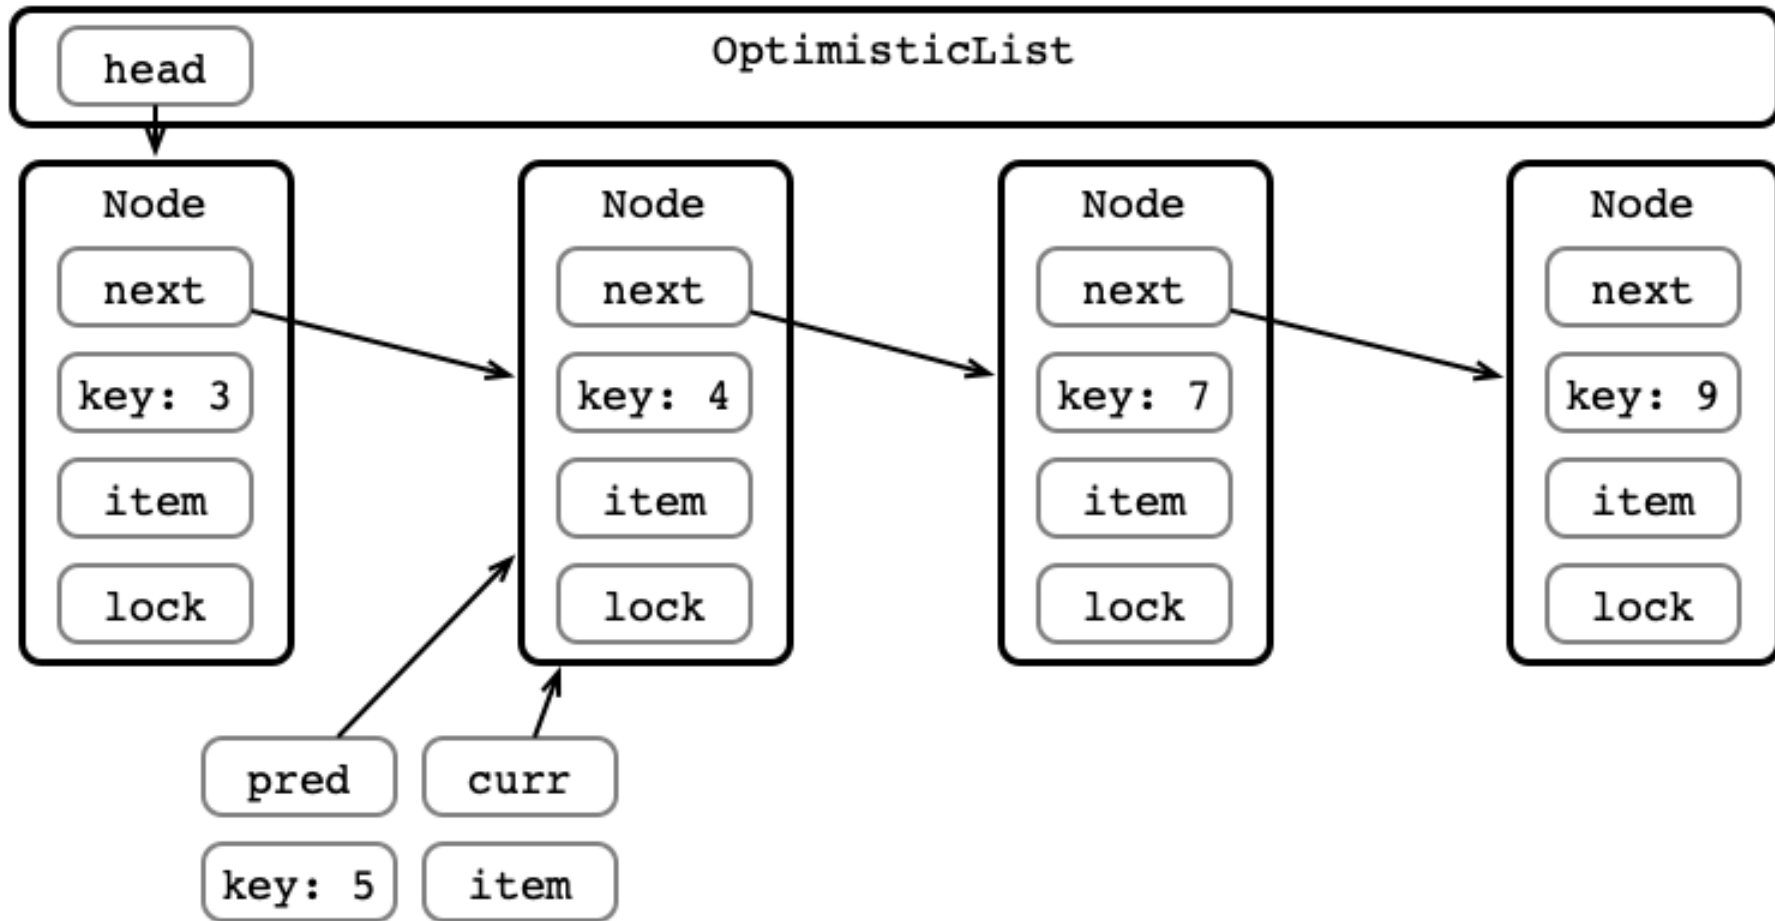 OptimisticList
head
Node Node Node Node
next next next next
key: 3 key: 4 key: 7 key: 9
item item item item
lock lock lock lock
pred curr
key: 5 item